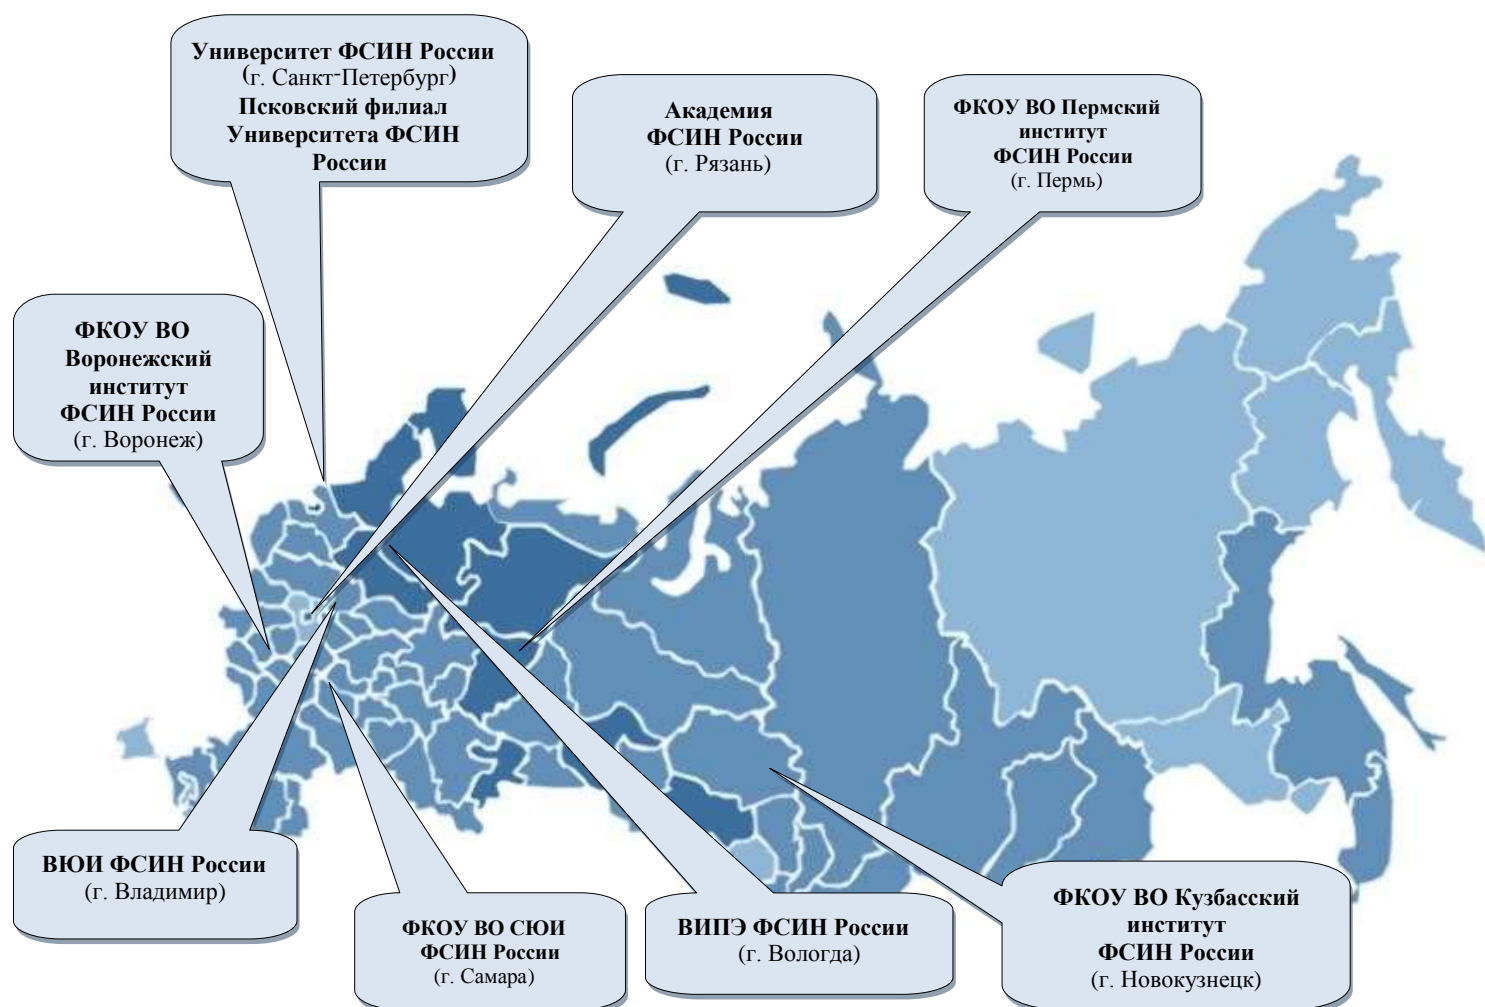 Университет ФСИН России
(г. Санкт-Петербург)
Псковский филиал
Университета ФСИН
России
Академия
ФСИН России
(г. Рязань)
ФКОУ ВО Пермский
институт
ФСИН России
(г. Пермь)
ФКОУ ВО
Воронежский
институт
ФСИН России
(г. Воронеж)
ВЮИ ФСИН России
(г. Владимир)
ФКОУ ВО СЮИ
ФСИН России
(г. Самара)
ВИПЭ ФСИН России
(г. Вологда)
ФКОУ ВО Кузбасский
институт
ФСИН России
(г. Новокузнецк)